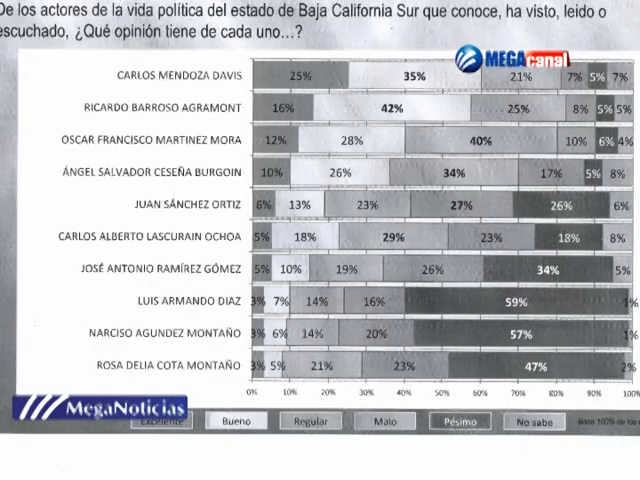 De los actores de la vida política del estado de Baja California Sur que conoce, ha visto, leido o
escuchado, ¿Qué opinión tiene de cada uno…?
MEGAcanal
CARLOS MENDOZA DAVIS 25% 35% 21% 7% 5% 7%
RICARDO BARROSO AGRAMONT 16% 42% 25% 8% 5% 5%
OSCAR FRANCISCO MARTINEZ MORA 12% 28% 40% 10% 6% 4%
ÁNGEL SALVADOR CESEÑA BURGOIN 10% 26% 34% 17% 5% 8%
JUAN SÁNCHEZ ORTIZ 6% 13% 23% 27% 26% 6%
CARLOS ALBERTO LASCURAIN OCHOA 5% 18% 29% 23% 18% 8%
JOSÉ ANTONIO RAMÍREZ GÓMEZ 5% 10% 19% 26% 34% 5%
LUIS ARMANDO DIAZ 3% 7% 14% 16% 59% 1%
NARCISO AGUNDEZ MONTAÑO 3% 6% 14% 20% 57% 1%
ROSA DELIA COTA MONTAÑO 3% 5% 21% 23% 47% 2%
0% 10% 20% 30% 40% 50% 60% 70% 80% 90% 100%
MegaNoticias
Excelente Bueno Regular Malo Pésimo No sabe Base 100% de los